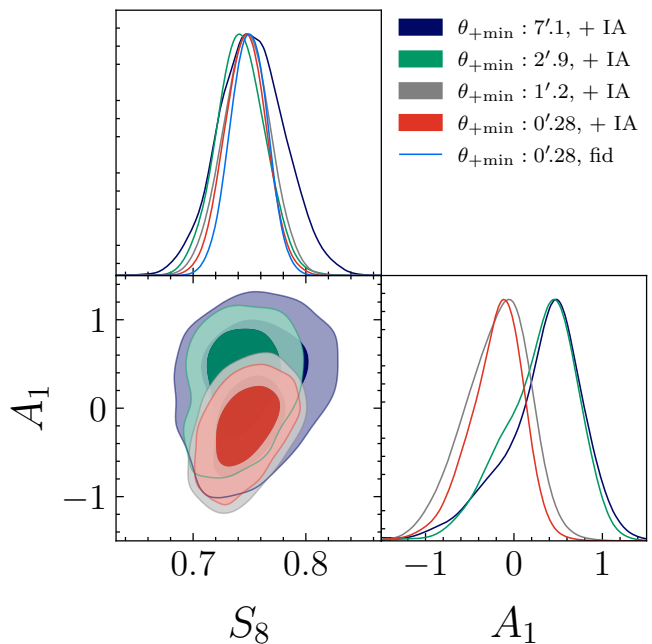 θ₊min : 7′.1, + IA
θ₊min : 2′.9, + IA
θ₊min : 1′.2, + IA
θ₊min : 0′.28, + IA
θ₊min : 0′.28, fid
1
0
−1
A₁
0.7 0.8
−1 0 1
S₈
A₁